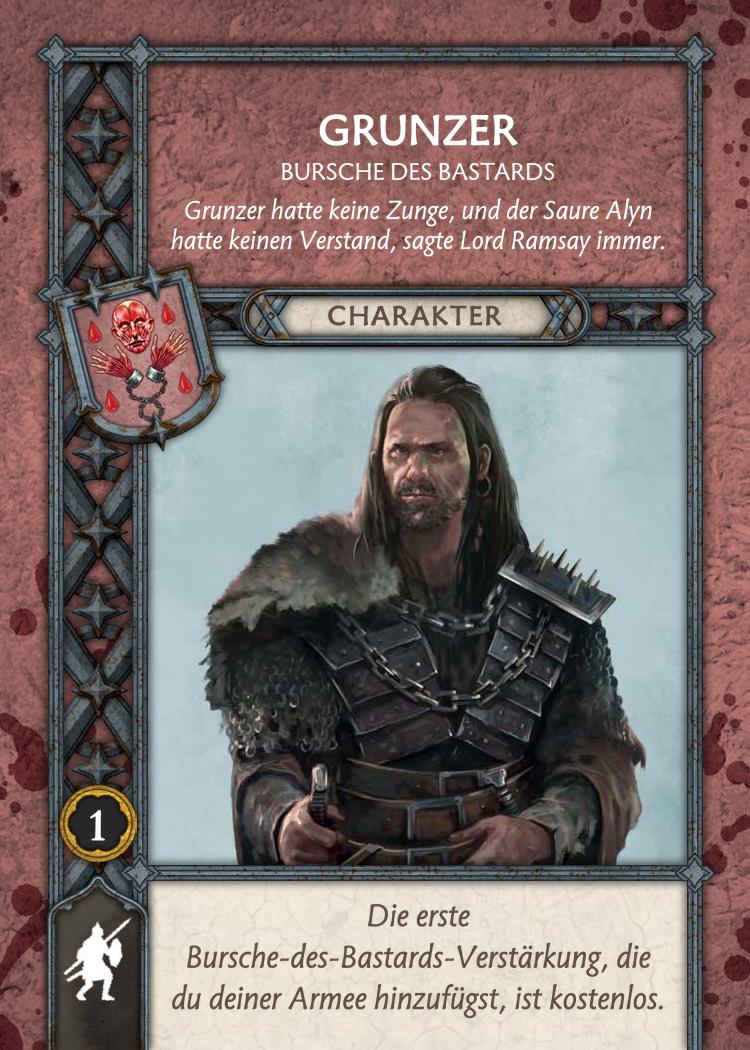 GRUNZER
BURSCHE DES BASTARDS
Grunzer hatte keine Zunge, und der Saure Alyn
hatte keinen Verstand, sagte Lord Ramsay immer.
CHARAKTER
1
Die erste
Bursche-des-Bastards-Verstärkung, die
du deiner Armee hinzufügst, ist kostenlos.